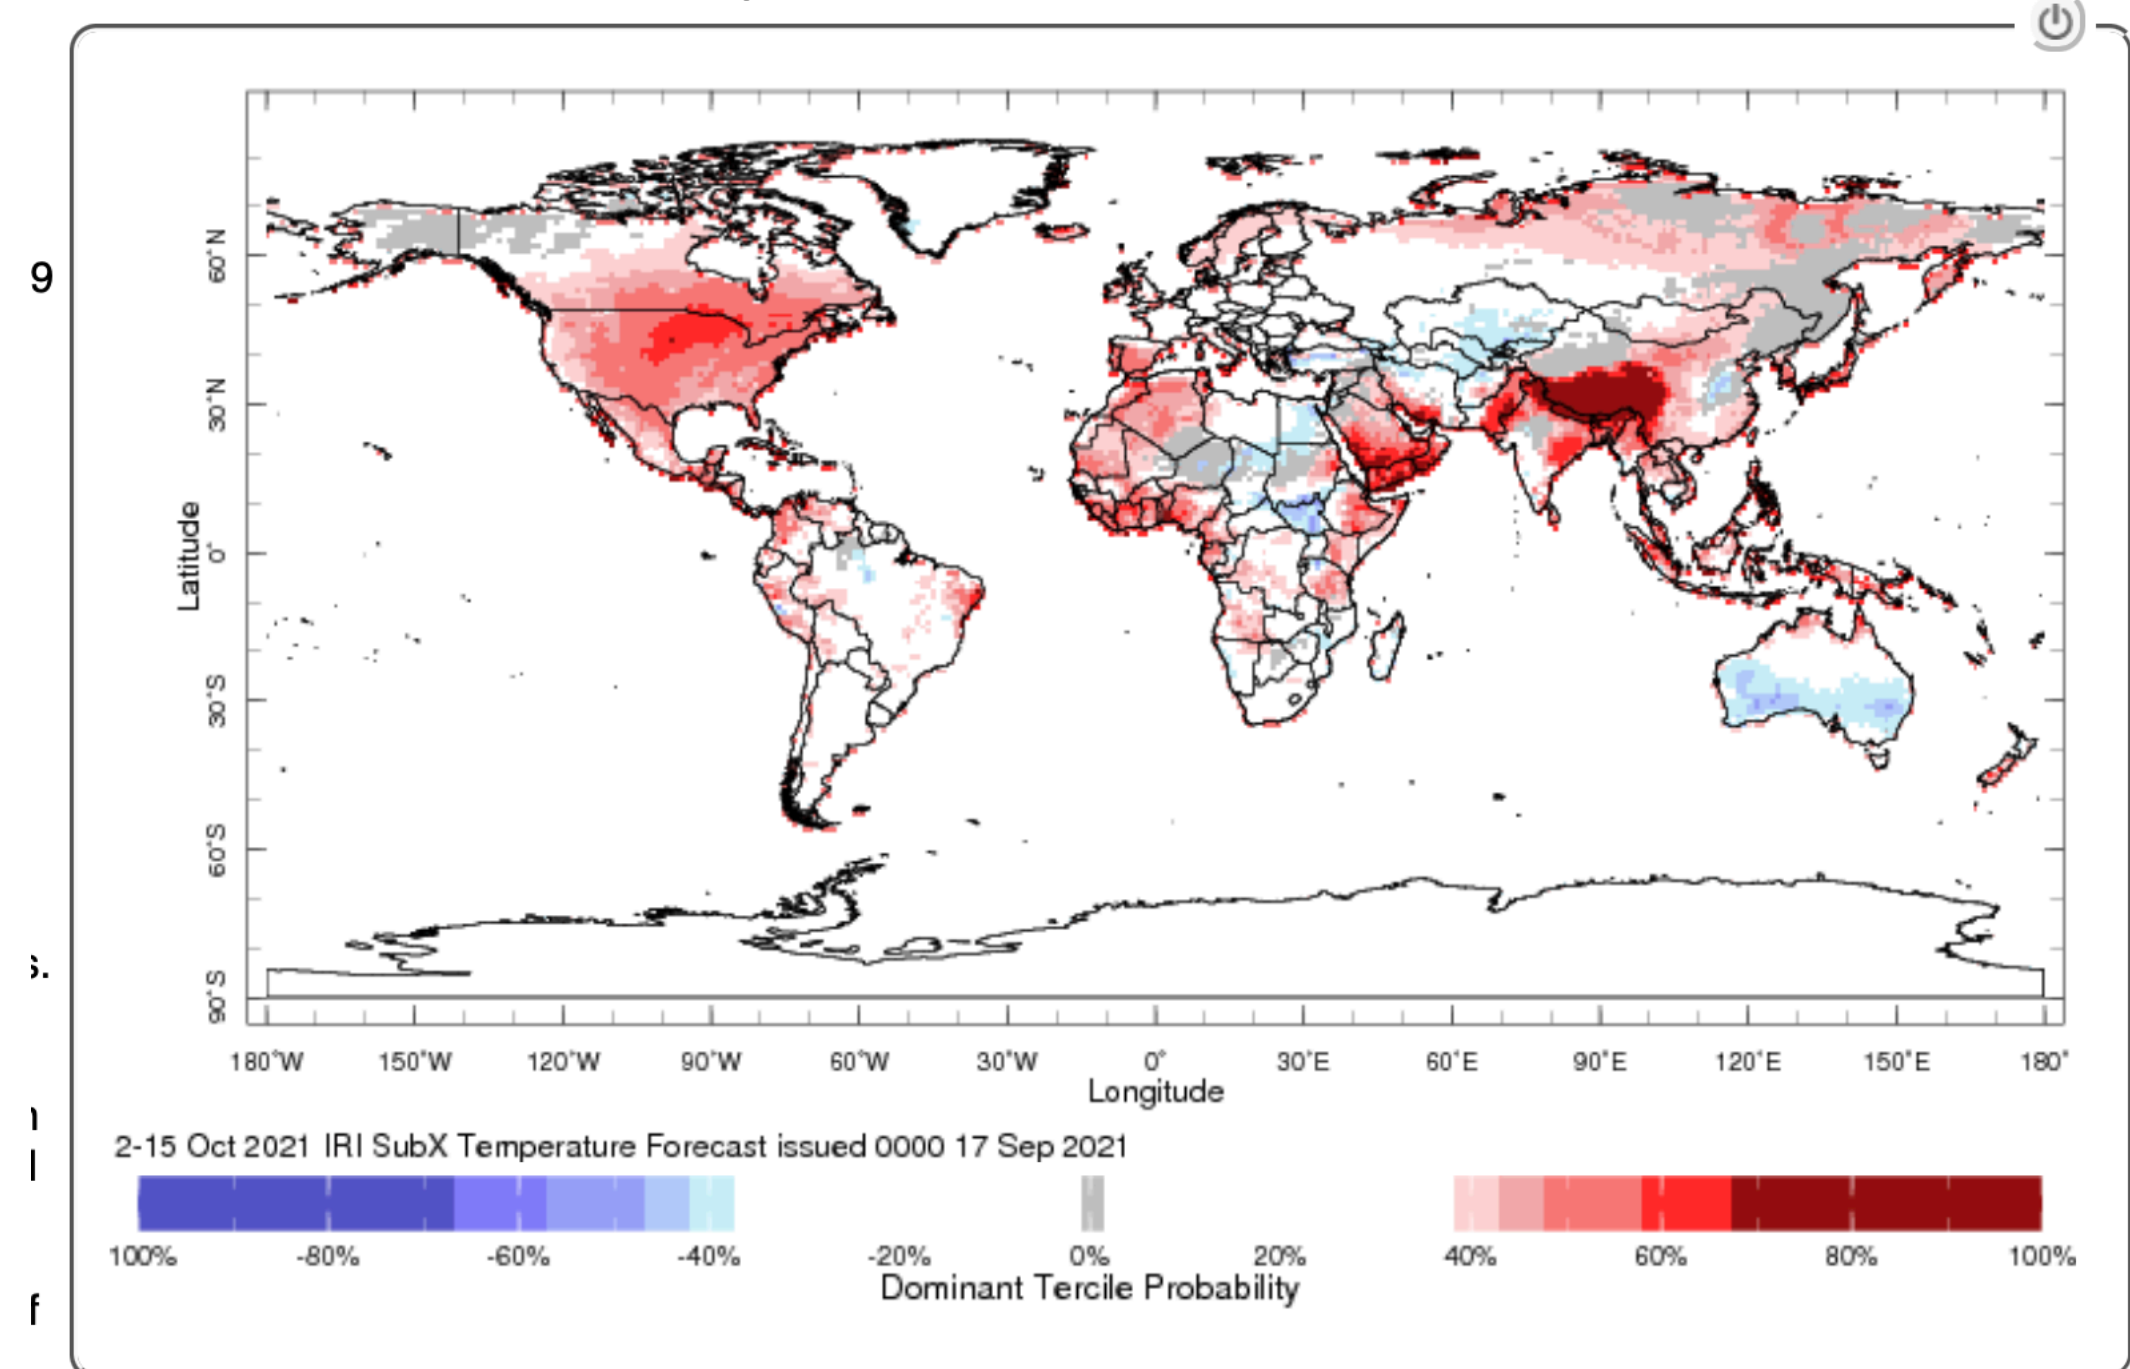 9
s.
60°N
30°N
0°
30°S
60°S
90°S
Latitude
180°W 150°W 120°W 90°W 60°W 30°W 0° 30°E 60°E 90°E 120°E 150°E 180°
Longitude
2-15 Oct 2021 IRI SubX Temperature Forecast issued 0000 17 Sep 2021
100% -80% -60% -40% -20% 0% 20% 40% 60% 80% 100%
Dominant Tercile Probability
f